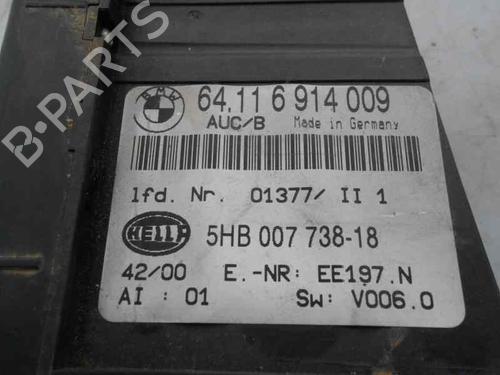 BMW
64.11 6 914 009
AUC/B Made in Germany
lfd. Nr. 01377/ II 1
HELLA 5HB 007 738-18
42/00 E.-NR: EE197.N
AI : 01 SW: V006.0
B-PARTS